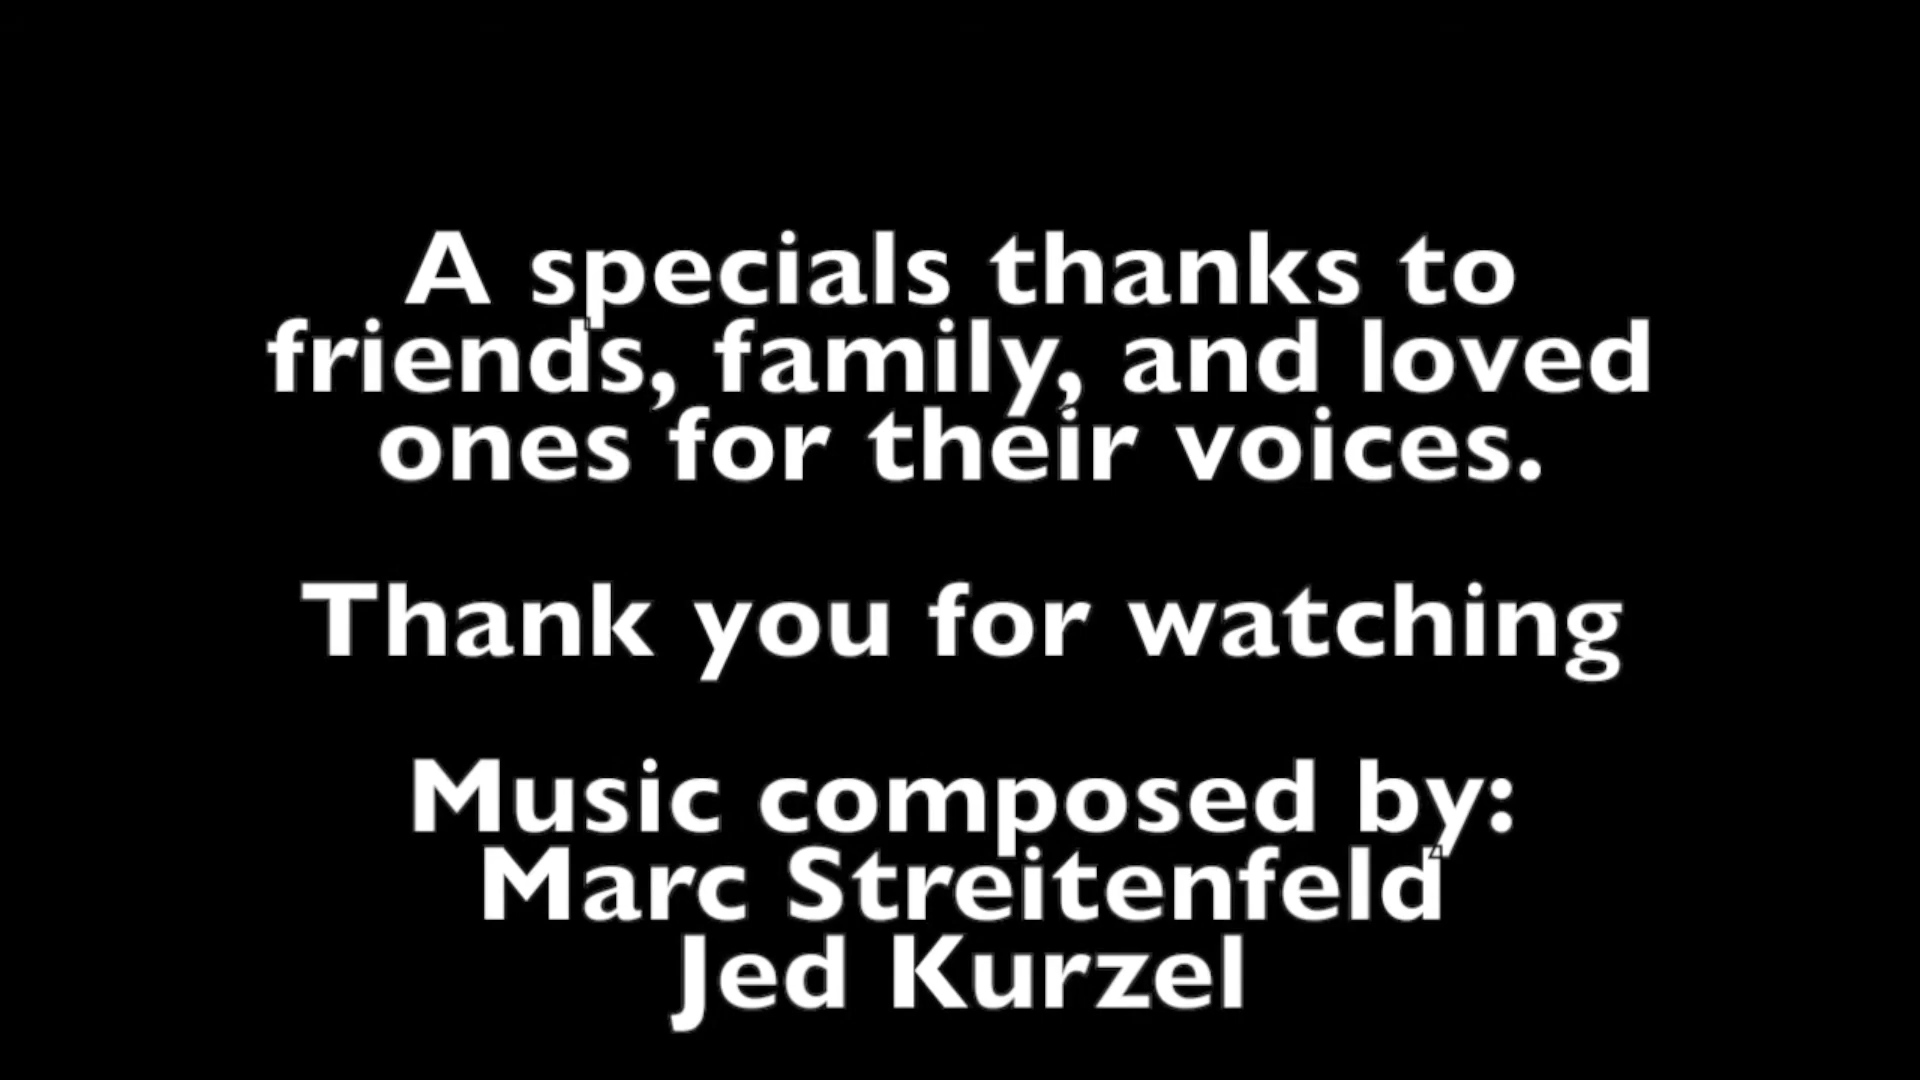 A specials thanks to
friends, family, and loved
ones for their voices.
Thank you for watching
Music composed by:
Marc Streitenfeld
Jed Kurzel